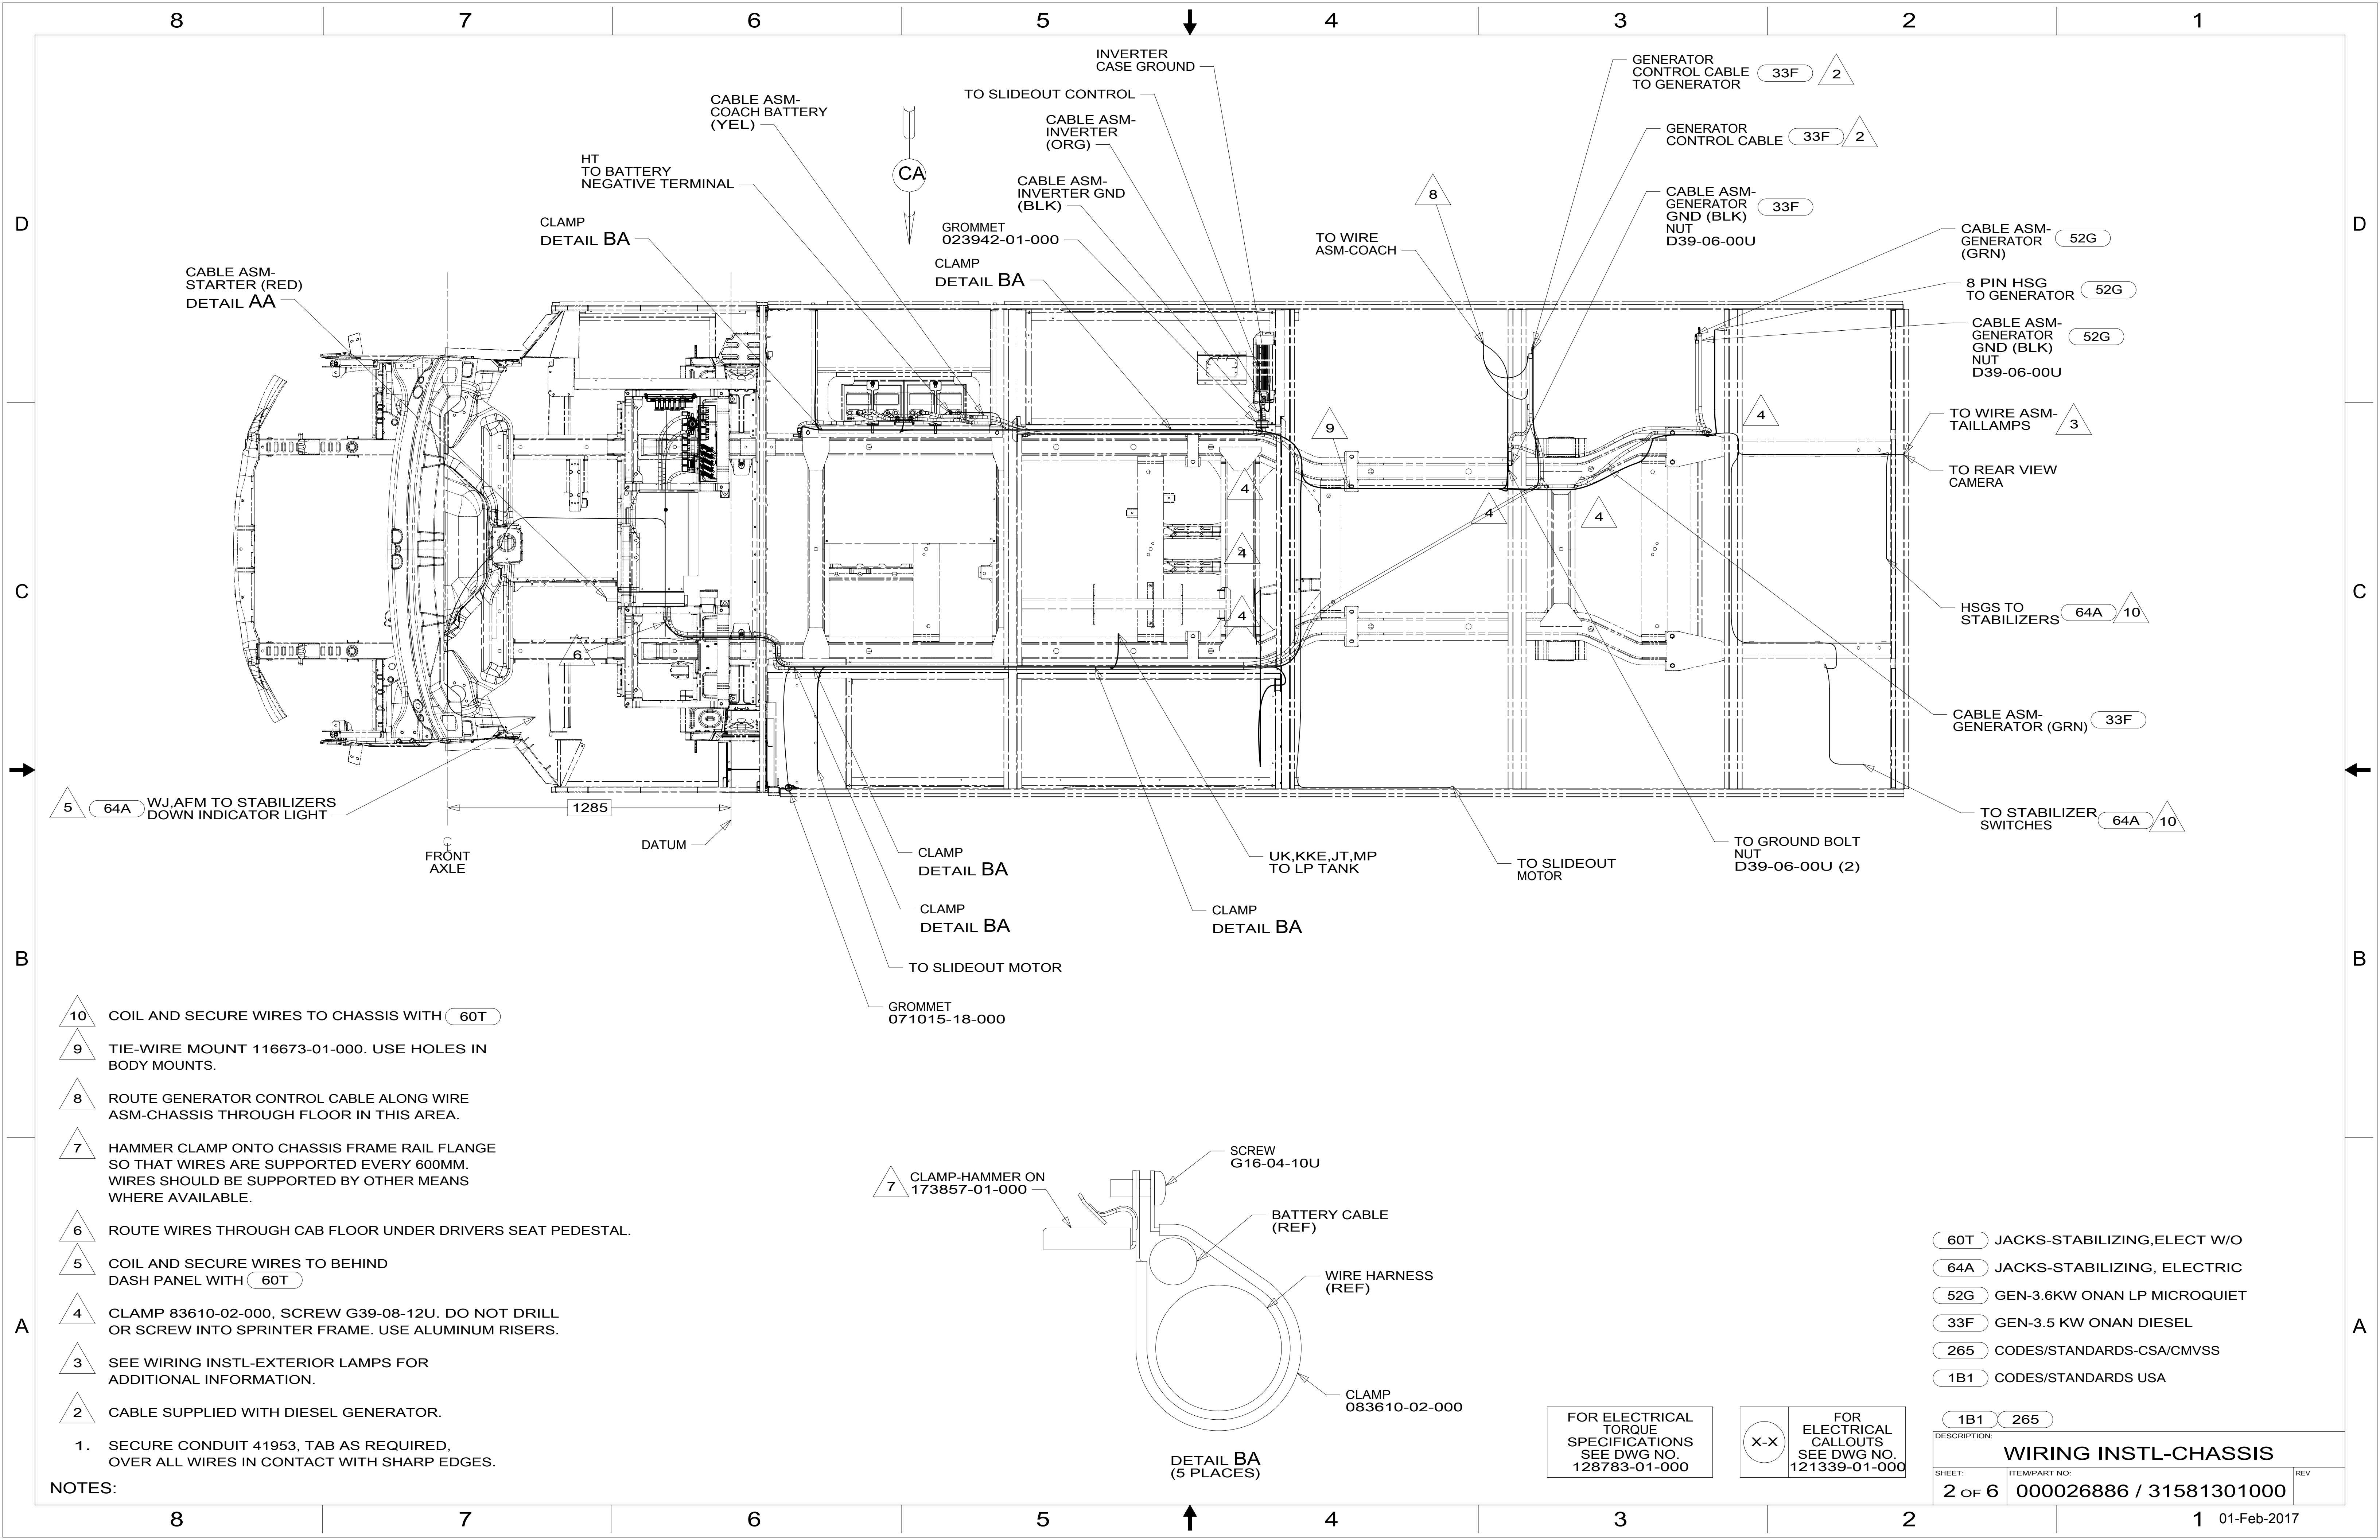 8 7 6 5 4 3 2 1
INVERTER
CASE GROUND
TO SLIDEOUT CONTROL
CABLE ASM-
COACH BATTERY
(YEL)
CABLE ASM-
INVERTER
(ORG)
HT
TO BATTERY
NEGATIVE TERMINAL
CA
CABLE ASM-
INVERTER GND
(BLK)
CLAMP
DETAIL BA
GROMMET
023942-01-000
CLAMP
DETAIL BA
CABLE ASM-
STARTER (RED)
DETAIL AA
GENERATOR
CONTROL CABLE
TO GENERATOR
33F 2
GENERATOR
CONTROL CABLE
33F 2
8
TO WIRE
ASM-COACH
CABLE ASM-
GENERATOR
GND (BLK)
NUT
D39-06-00U
33F
CABLE ASM-
GENERATOR
(GRN)
52G
8 PIN HSG
TO GENERATOR
52G
CABLE ASM-
GENERATOR
GND (BLK)
NUT
D39-06-00U
52G
D D
TO WIRE ASM-
TAILLAMPS
3
TO REAR VIEW
CAMERA
9
4
4
4
4
4
4
6
C C
HSGS TO
STABILIZERS
64A 10
CABLE ASM-
GENERATOR (GRN)
33F
5 64A WJ,AFM TO STABILIZERS
DOWN INDICATOR LIGHT
1285
FRONT
AXLE
DATUM
CLAMP
DETAIL BA
CLAMP
DETAIL BA
TO SLIDEOUT MOTOR
GROMMET
071015-18-000
UK,KKE,JT,MP
TO LP TANK
CLAMP
DETAIL BA
TO SLIDEOUT
MOTOR
TO GROUND BOLT
NUT
D39-06-00U (2)
TO STABILIZER
SWITCHES
64A 10
B B
10 COIL AND SECURE WIRES TO CHASSIS WITH 60T
9 TIE-WIRE MOUNT 116673-01-000. USE HOLES IN
BODY MOUNTS.
8 ROUTE GENERATOR CONTROL CABLE ALONG WIRE
ASM-CHASSIS THROUGH FLOOR IN THIS AREA.
7 HAMMER CLAMP ONTO CHASSIS FRAME RAIL FLANGE
SO THAT WIRES ARE SUPPORTED EVERY 600MM.
WIRES SHOULD BE SUPPORTED BY OTHER MEANS
WHERE AVAILABLE.
6 ROUTE WIRES THROUGH CAB FLOOR UNDER DRIVERS SEAT PEDESTAL.
5 COIL AND SECURE WIRES TO BEHIND
DASH PANEL WITH 60T
4 CLAMP 83610-02-000, SCREW G39-08-12U. DO NOT DRILL
OR SCREW INTO SPRINTER FRAME. USE ALUMINUM RISERS.
3 SEE WIRING INSTL-EXTERIOR LAMPS FOR
ADDITIONAL INFORMATION.
2 CABLE SUPPLIED WITH DIESEL GENERATOR.
1. SECURE CONDUIT 41953, TAB AS REQUIRED,
OVER ALL WIRES IN CONTACT WITH SHARP EDGES.
NOTES:
A A
7 CLAMP-HAMMER ON
173857-01-000
SCREW
G16-04-10U
BATTERY CABLE
(REF)
WIRE HARNESS
(REF)
CLAMP
083610-02-000
DETAIL BA
(5 PLACES)
60T JACKS-STABILIZING,ELECT W/O
64A JACKS-STABILIZING, ELECTRIC
52G GEN-3.6KW ONAN LP MICROQUIET
33F GEN-3.5 KW ONAN DIESEL
265 CODES/STANDARDS-CSA/CMVSS
1B1 CODES/STANDARDS USA
1B1 265
FOR ELECTRICAL
TORQUE
SPECIFICATIONS
SEE DWG NO.
128783-01-000
X-X
FOR
ELECTRICAL
CALLOUTS
SEE DWG NO.
121339-01-000
DESCRIPTION:
WIRING INSTL-CHASSIS
SHEET: ITEM/PART NO: REV
2 OF 6 000026886 / 31581301000
8 7 6 5 4 3 2 1
01-Feb-2017